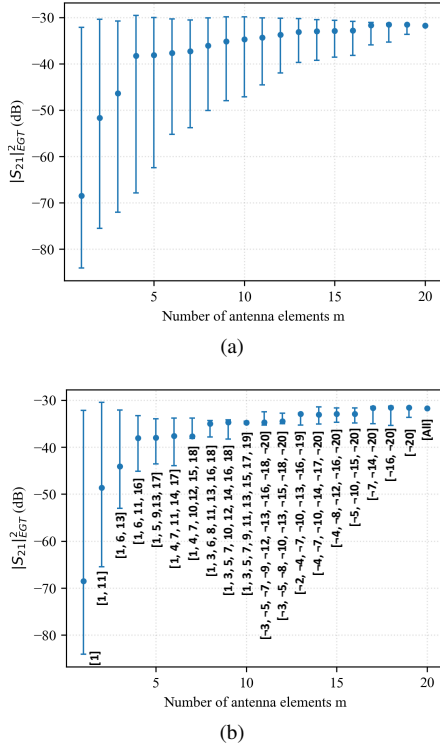 −30
−40
−50
−60
−70
−80
|S₂₁|²EGT (dB)
5
10
15
20
Number of antenna elements m
(a)
−30
−40
−50
−60
−70
−80
|S₂₁|²EGT (dB)
[1]
[1, 11]
[1, 6, 13]
[1, 6, 11, 16]
[1, 5, 9, 13, 17]
[1, 4, 7, 11, 14, 17]
[1, 4, 7, 10, 12, 15, 18]
[1, 3, 6, 8, 11, 13, 16, 18]
[1, 3, 5, 7, 10, 12, 14, 16, 18]
[1, 3, 5, 7, 9, 11, 13, 15, 17, 19]
[~3, ~5, ~7, ~9, ~12, ~13, ~16, ~18, ~20]
[~3, ~5, ~8, ~10, ~13, ~15, ~18, ~20]
[~2, ~4, ~7, ~10, ~13, ~16, ~19]
[~4, ~7, ~10, ~14, ~17, ~20]
[~4, ~8, ~12, ~16, ~20]
[~5, ~10, ~15, ~20]
[~7, ~14, ~20]
[~16, ~20]
[~20]
[All]
5
10
15
20
Number of antenna elements m
(b)